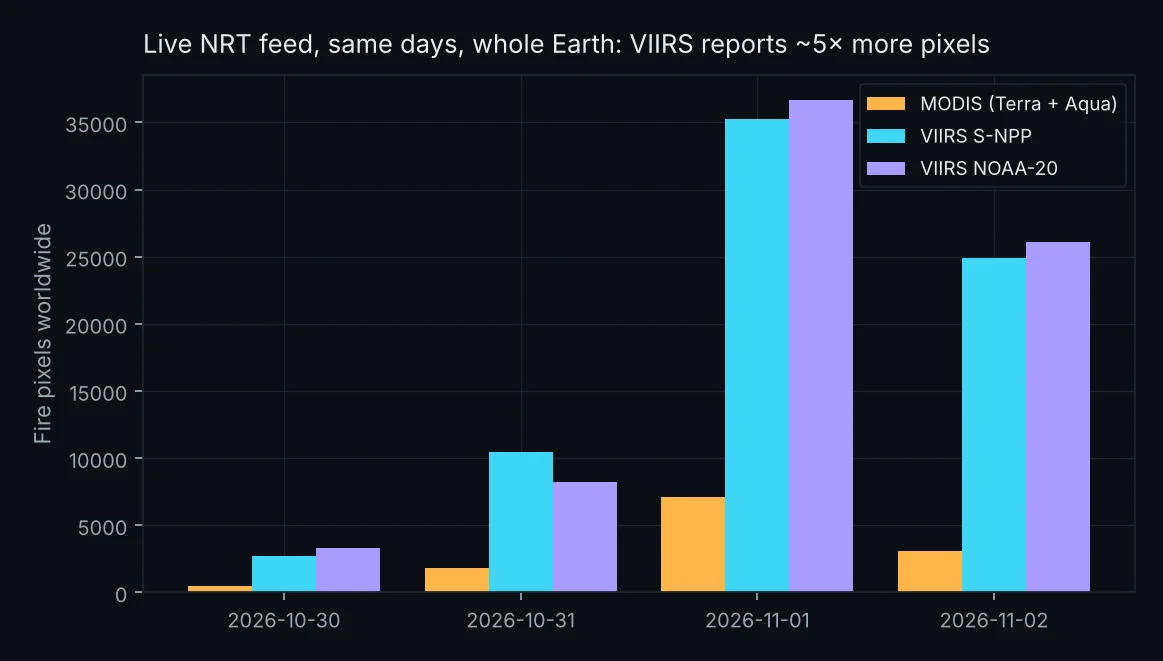 Live NRT feed, same days, whole Earth: VIIRS reports ~5× more pixels
MODIS (Terra + Aqua)
VIIRS S-NPP
VIIRS NOAA-20
Fire pixels worldwide
35000
30000
25000
20000
15000
10000
5000
0
2026-10-30
2026-10-31
2026-11-01
2026-11-02